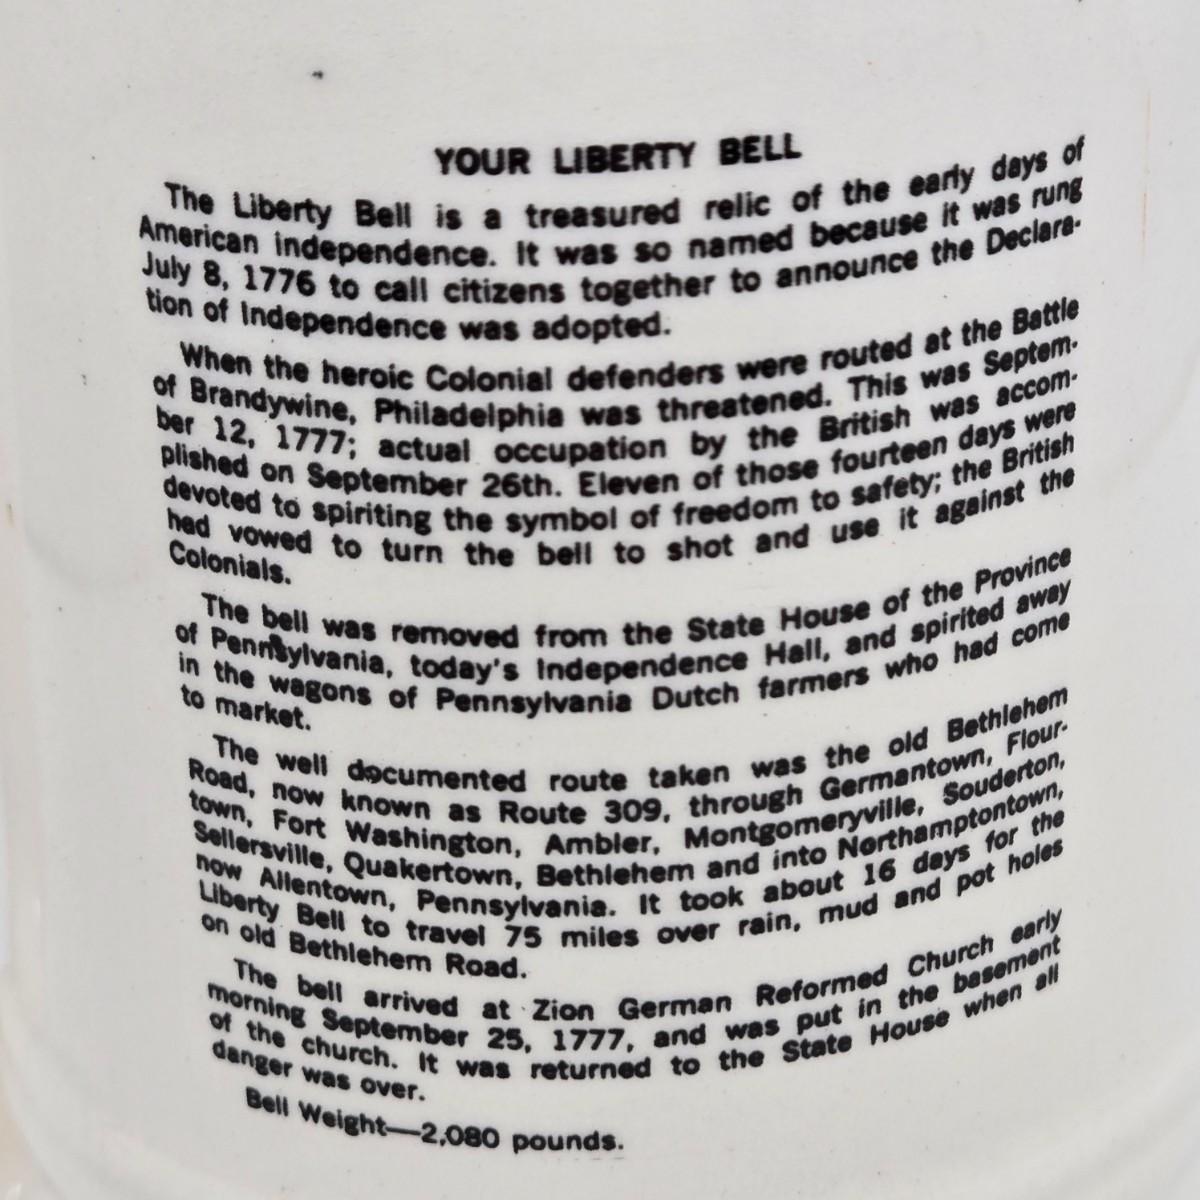 YOUR LIBERTY BELL
The Liberty Bell is a treasured relic of the early days of
American independence. It was so named because it was rung
July 8, 1776 to call citizens together to announce the Declara-
tion of Independence was adopted.
When the heroic Colonial defenders were routed at the Battle
of Brandywine, Philadelphia was threatened. This was Septem-
ber 12, 1777; actual occupation by the British was accom-
plished on September 26th. Eleven of those fourteen days were
devoted to spiriting the symbol of freedom to safety; the British
had vowed to turn the bell to shot and use it against the
Colonials.
The bell was removed from the State House of the Province
of Pennsylvania, today's Independence Hall, and spirited away
in the wagons of Pennsylvania Dutch farmers who had come
to market.
The well documented route taken was the old Bethlehem
Road, now known as Route 309, through Germantown, Flour-
town, Fort Washington, Ambler, Montgomeryville, Souderton,
Sellersville, Quakertown, Bethlehem and into Northamptontown,
now Allentown, Pennsylvania. It took about 16 days for the
Liberty Bell to travel 75 miles over rain, mud and pot holes
on old Bethlehem Road.
The bell arrived at Zion German Reformed Church early
morning September 25, 1777, and was put in the basement
of the church. It was returned to the State House when all
danger was over.
Bell Weight—2,080 pounds.